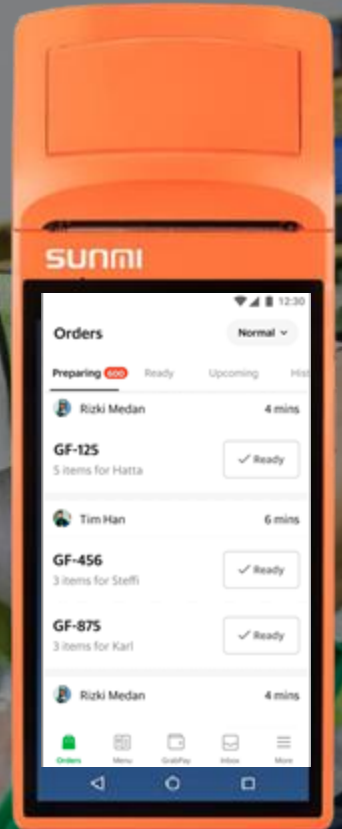 SUNMI
12:30
Orders
Normal
Preparing 600
Ready
Upcoming
Hist
Rizki Medan
4 mins
GF-125
5 items for Hatta
Ready
Tim Han
6 mins
GF-456
3 items for Steffi
Ready
GF-875
3 items for Karl
Ready
Rizki Medan
4 mins
Orders
Menu
GrabPay
Inbox
More